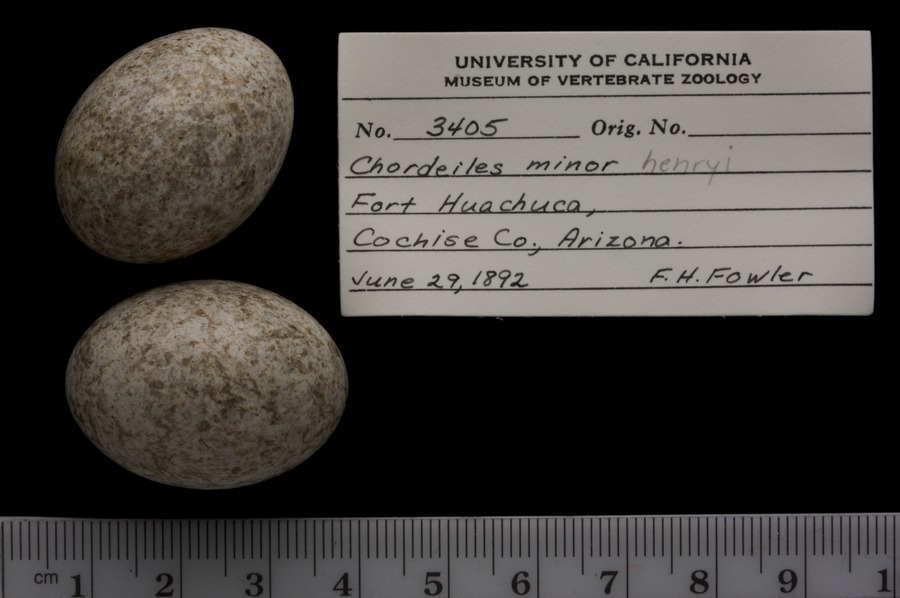 UNIVERSITY OF CALIFORNIA
MUSEUM OF VERTEBRATE ZOOLOGY
No. 3405 Orig. No.
Chordeiles minor henryi
Fort Huachuca,
Cochise Co., Arizona.
June 29, 1892 F.H. Fowler
cm 1 2 3 4 5 6 7 8 9 1